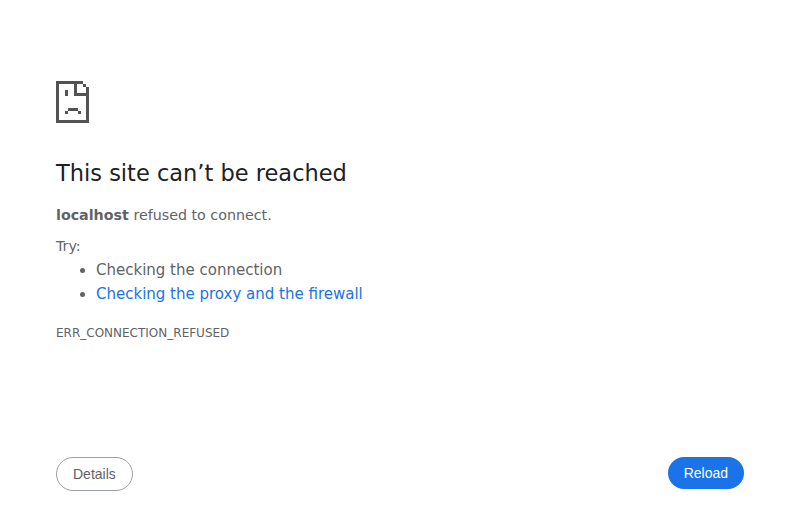 This site can’t be reached
localhost refused to connect.
Try:
Checking the connection
Checking the proxy and the firewall
ERR_CONNECTION_REFUSED
Details
Reload